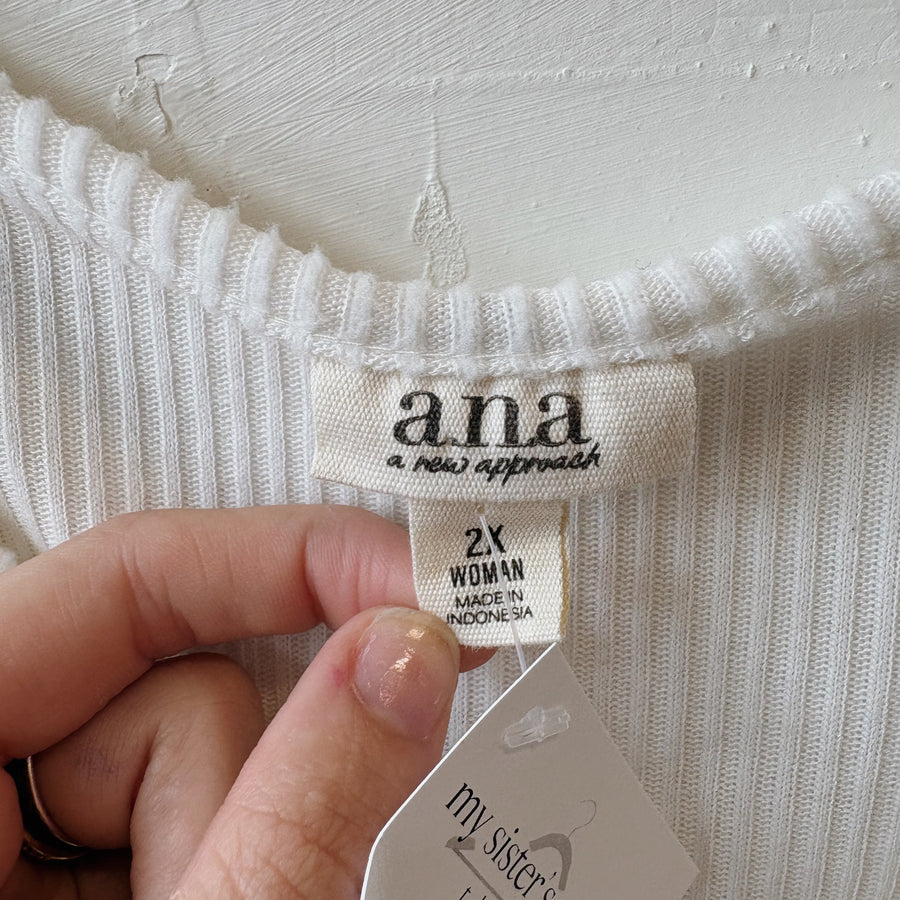 a.n.a
a new approach
2X
WOMAN
MADE IN
INDONESIA
my sister's